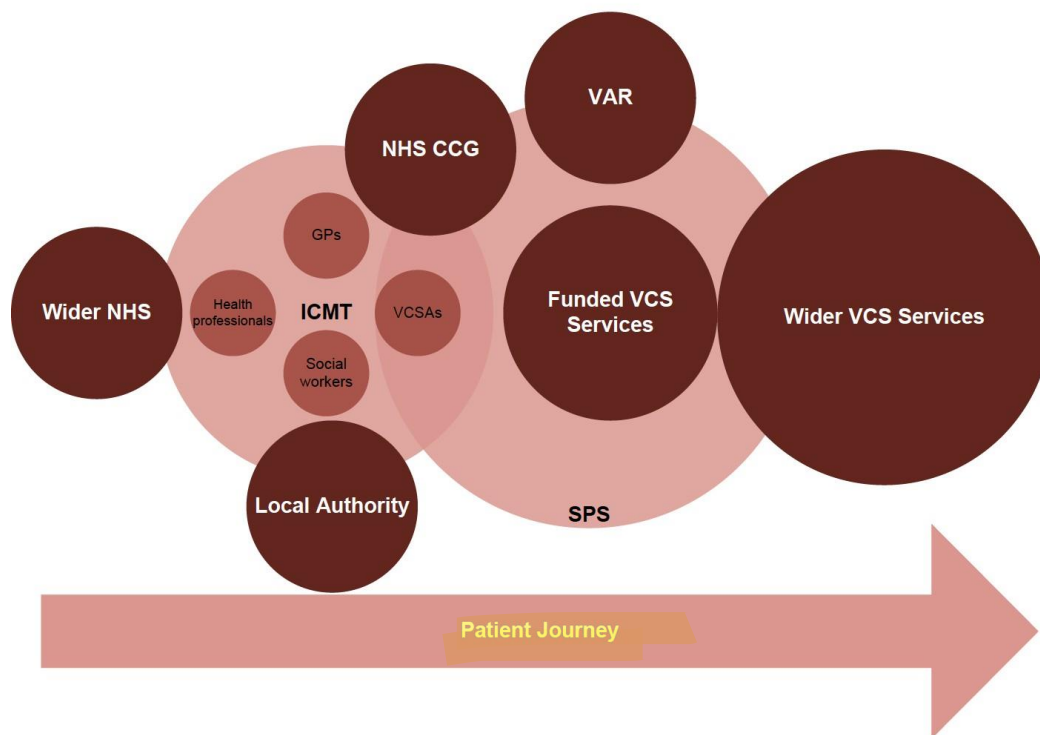 VAR
NHS CCG
GPs
Wider NHS
Health
professionals
ICMT
VCSAs
Funded VCS
Services
Wider VCS Services
Social
workers
Local Authority
SPS
Patient Journey